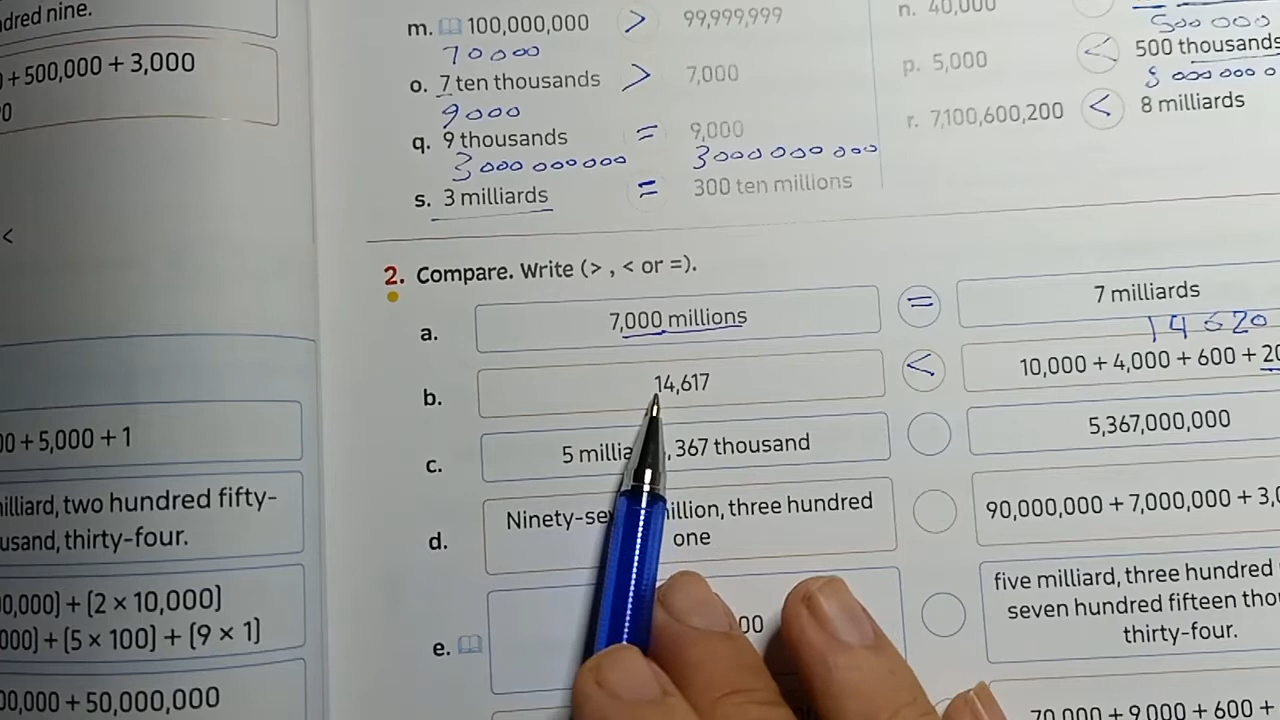 dred nine.
+ 500,000 + 3,000
0
<
00 + 5,000 + 1
milliard, two hundred fifty-
usand, thirty-four.
00,000] + [2 × 10,000]
000] + [5 × 100] + [9 × 1]
00,000 + 50,000,000
m. 100,000,000 > 99,999,999
n. 40,000
70000
500000
o. 7 ten thousands > 7,000
p. 5,000 < 500 thousands
9000
8000000
q. 9 thousands = 9,000
r. 7,100,600,200 < 8 milliards
3000000000 3000000000
s. 3 milliards = 300 ten millions
2. Compare. Write (> , < or =).
a. 7,000 millions = 7 milliards
14620
b. 14,617 < 10,000 + 4,000 + 600 + 20
c. 5 millia , 367 thousand 5,367,000,000
d. Ninety-se illion, three hundred one 90,000,000 + 7,000,000 + 3,0
e. 00
five milliard, three hundred
seven hundred fifteen tho
thirty-four.
70,000 + 9,000 + 600 +